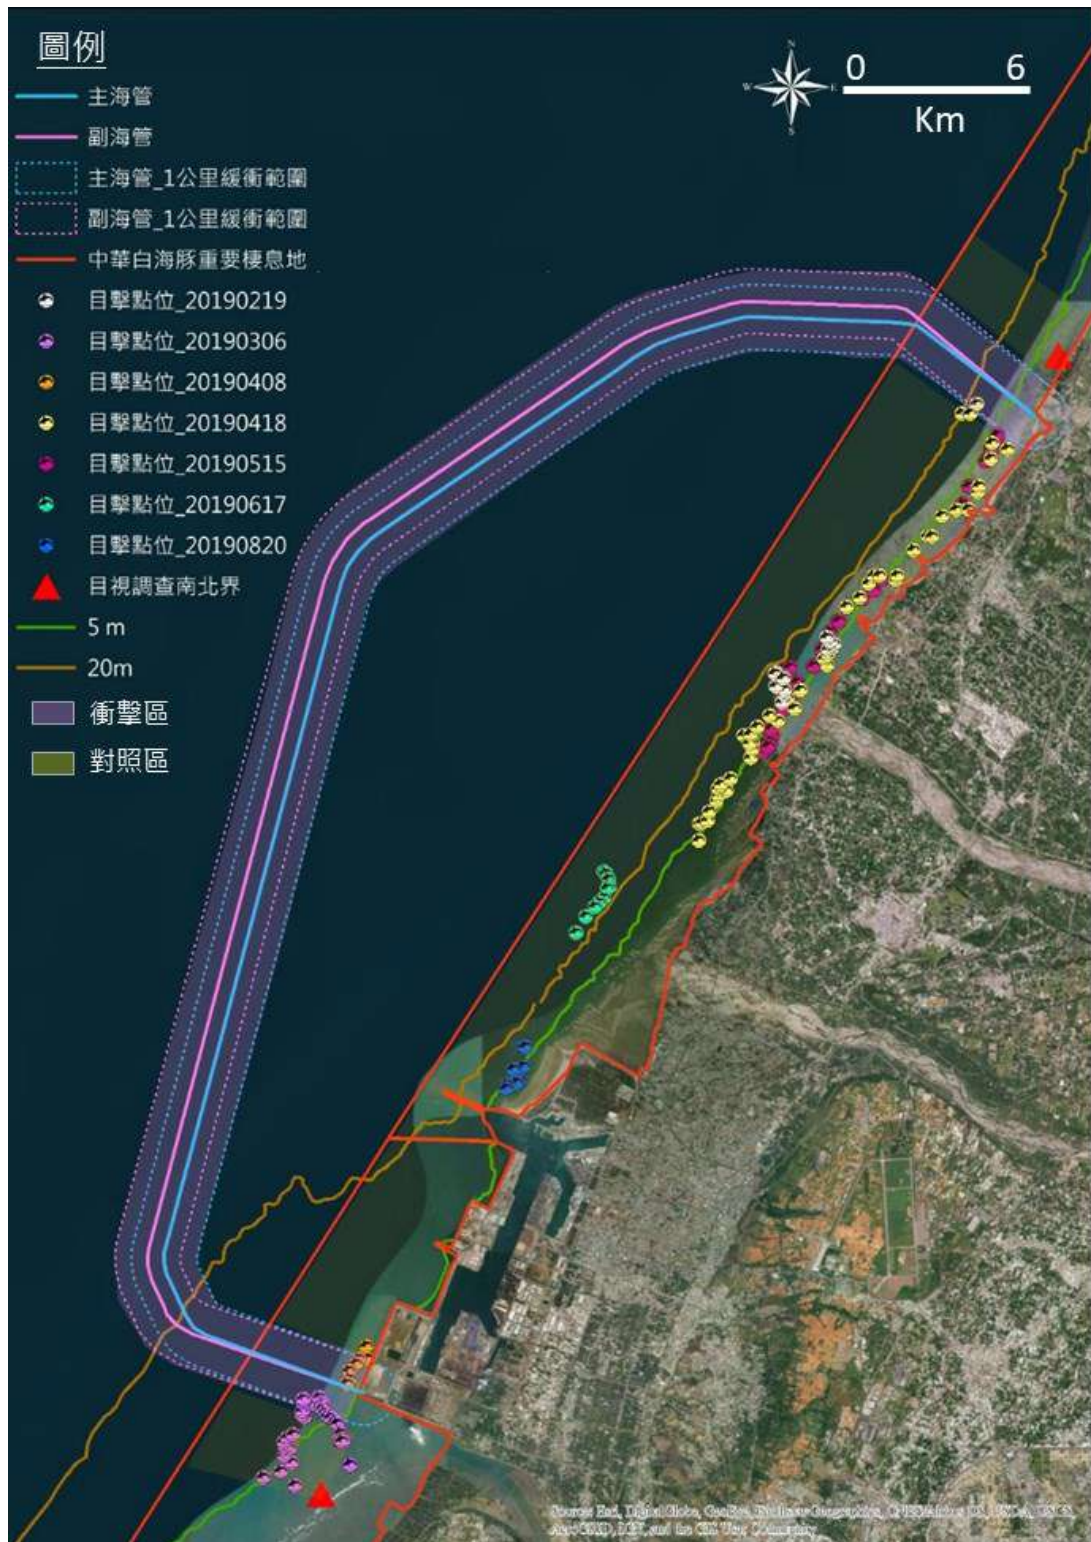 圖例
主海管
副海管
主海管_1公里緩衝範圍
副海管_1公里緩衝範圍
中華白海豚重要棲息地
目擊點位_20190219
目擊點位_20190306
目擊點位_20190408
目擊點位_20190418
目擊點位_20190515
目擊點位_20190617
目擊點位_20190820
目視調查南北界
5 m
20m
衝擊區
對照區
N
W E
S
0 6
Km
and the GIS User Community